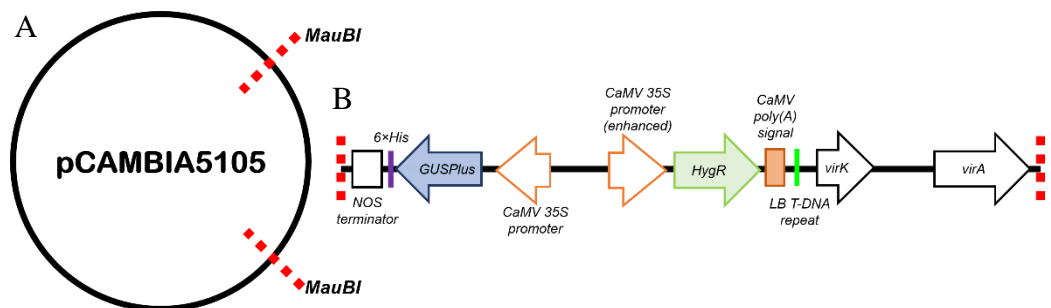 A
MauBI
pCAMBIA5105
MauBI
B
CaMV 35S
promoter
(enhanced)
CaMV
poly(A)
signal
6×His
GUSPlus
HygR
virK
virA
NOS
terminator
CaMV 35S
promoter
LB T-DNA
repeat